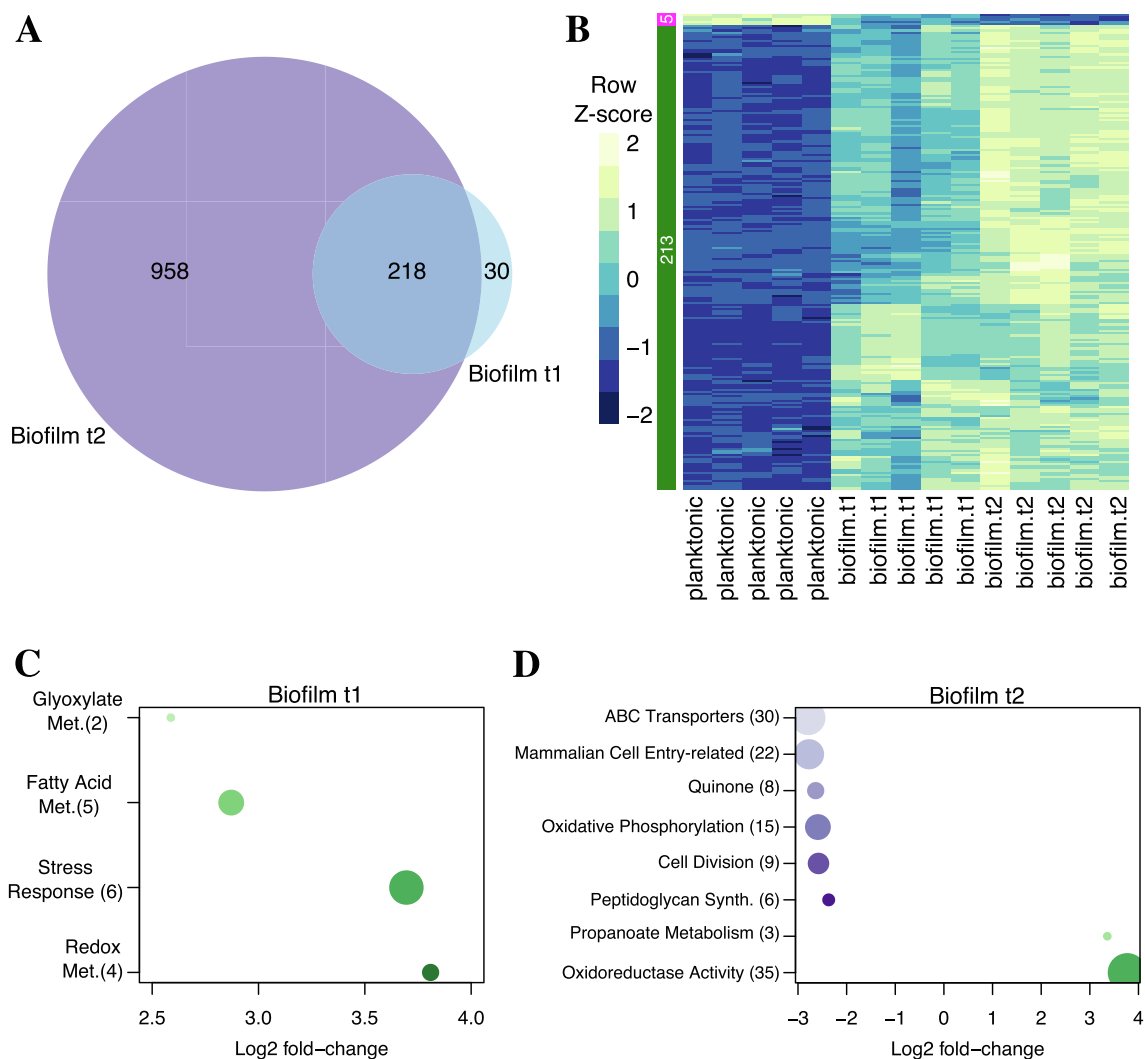 A
958
218
30
Biofilm t1
Biofilm t2
B
Row
Z-score
2
1
0
−1
−2
5
213
planktonic
planktonic
planktonic
planktonic
planktonic
biofilm.t1
biofilm.t1
biofilm.t1
biofilm.t1
biofilm.t1
biofilm.t2
biofilm.t2
biofilm.t2
biofilm.t2
biofilm.t2
C
Biofilm t1
Glyoxylate
Met.(2)
Fatty Acid
Met.(5)
Stress
Response (6)
Redox
Met.(4)
2.5 3.0 3.5 4.0
Log2 fold−change
D
Biofilm t2
ABC Transporters (30)
Mammalian Cell Entry-related (22)
Quinone (8)
Oxidative Phosphorylation (15)
Cell Division (9)
Peptidoglycan Synth. (6)
Propanoate Metabolism (3)
Oxidoreductase Activity (35)
−3 −2 −1 0 1 2 3 4
Log2 fold−change